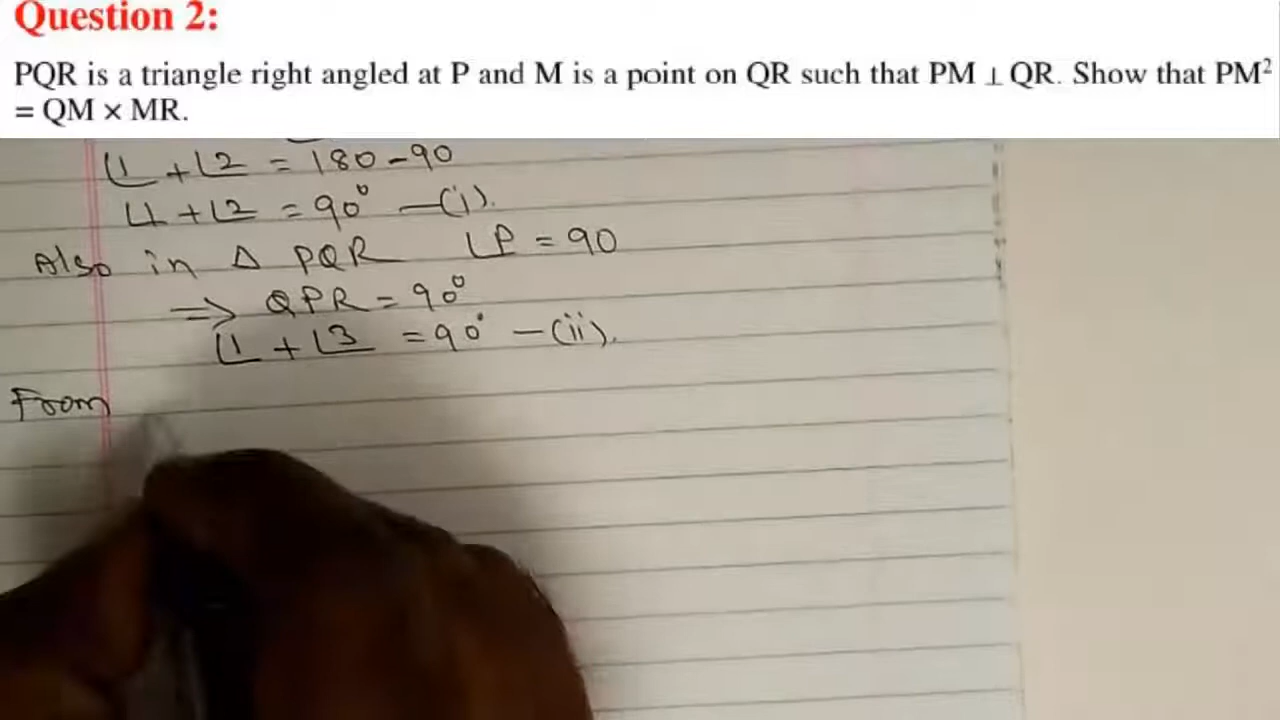 Question 2:
PQR is a triangle right angled at P and M is a point on QR such that PM ⊥ QR. Show that PM²
= QM × MR.
∠1 + ∠2 = 180 - 90
∠1 + ∠2 = 90° —(i).
Also in △ PQR ∠P = 90
⇒ QPR = 90°
∠1 + ∠3 = 90° —(ii).
From